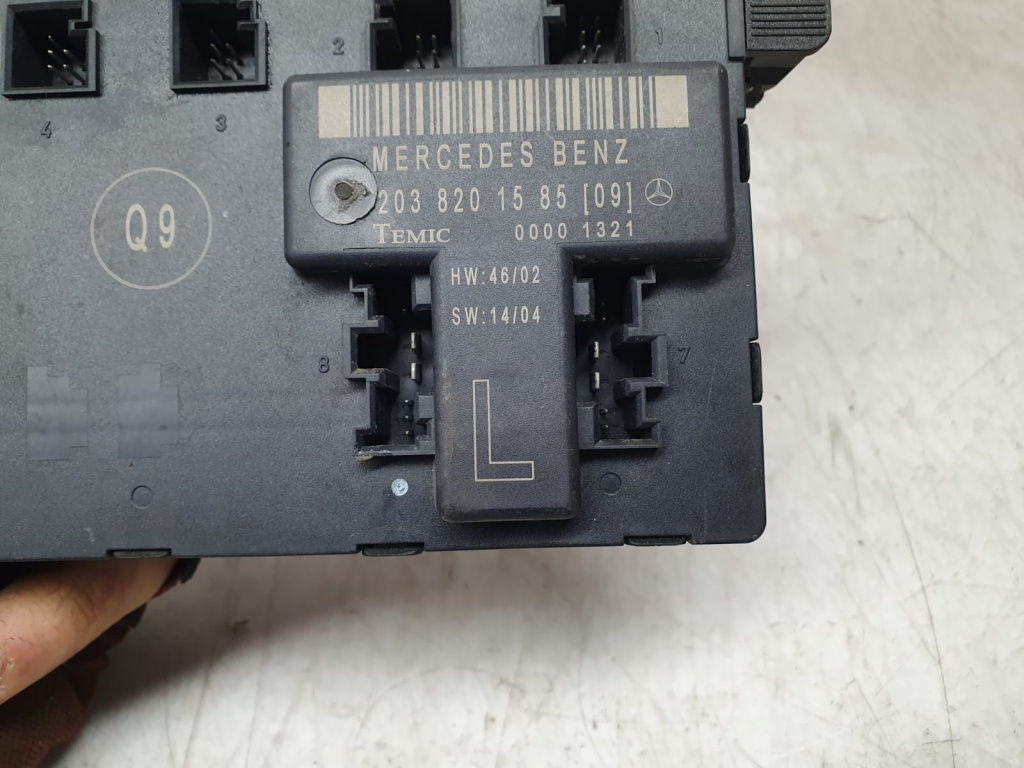 2
1
4
3
MERCEDES BENZ
203 820 15 85 [09]
TEMIC 0000 1321
Q9
HW:46/02
SW:14/04
8
7
L